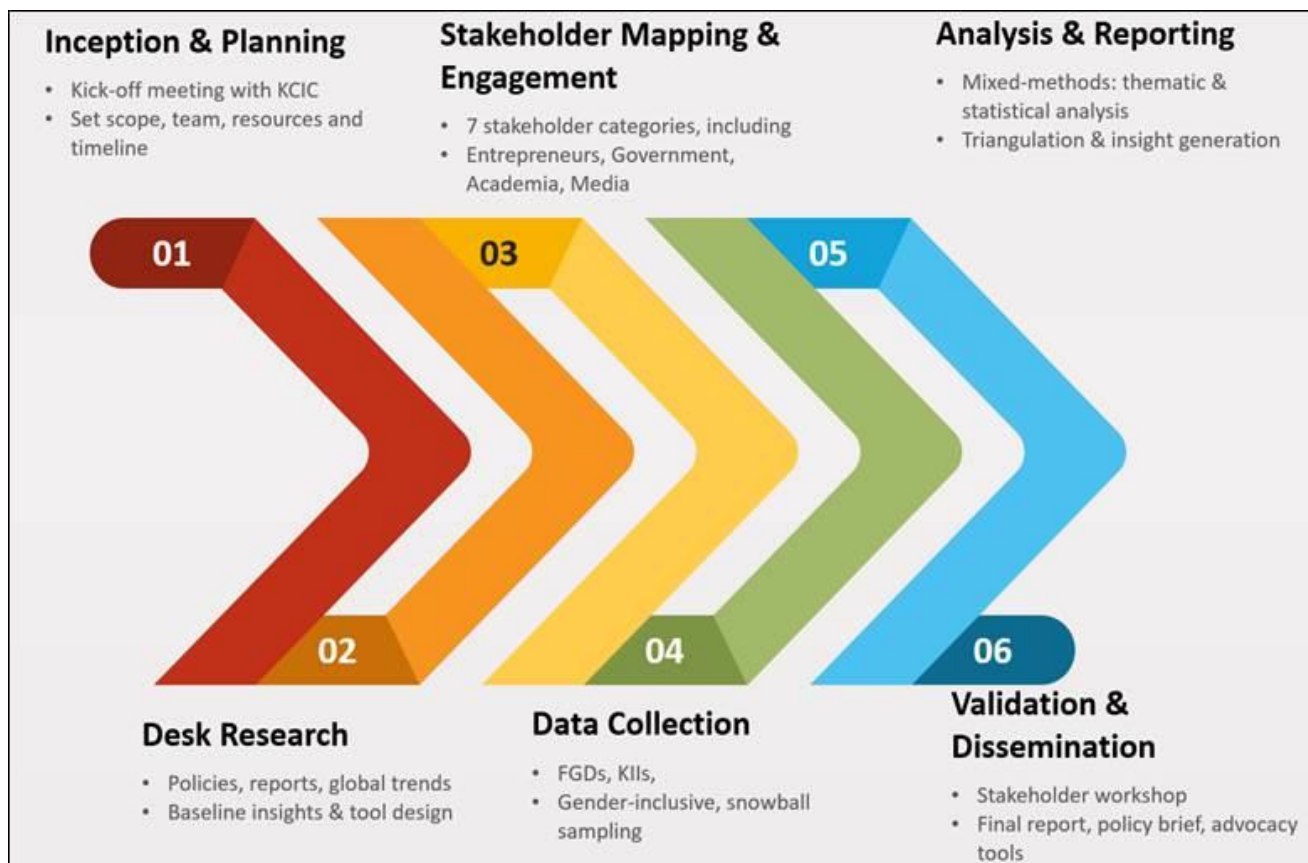 Inception & Planning
• Kick-off meeting with KCIC
• Set scope, team, resources and
timeline
Stakeholder Mapping &
Engagement
• 7 stakeholder categories, including
• Entrepreneurs, Government,
Academia, Media
Analysis & Reporting
• Mixed-methods: thematic &
statistical analysis
• Triangulation & insight generation
01
03
05
02
04
06
Desk Research
• Policies, reports, global trends
• Baseline insights & tool design
Data Collection
• FGDs, KIIs,
• Gender-inclusive, snowball
sampling
Validation &
Dissemination
• Stakeholder workshop
• Final report, policy brief, advocacy
tools